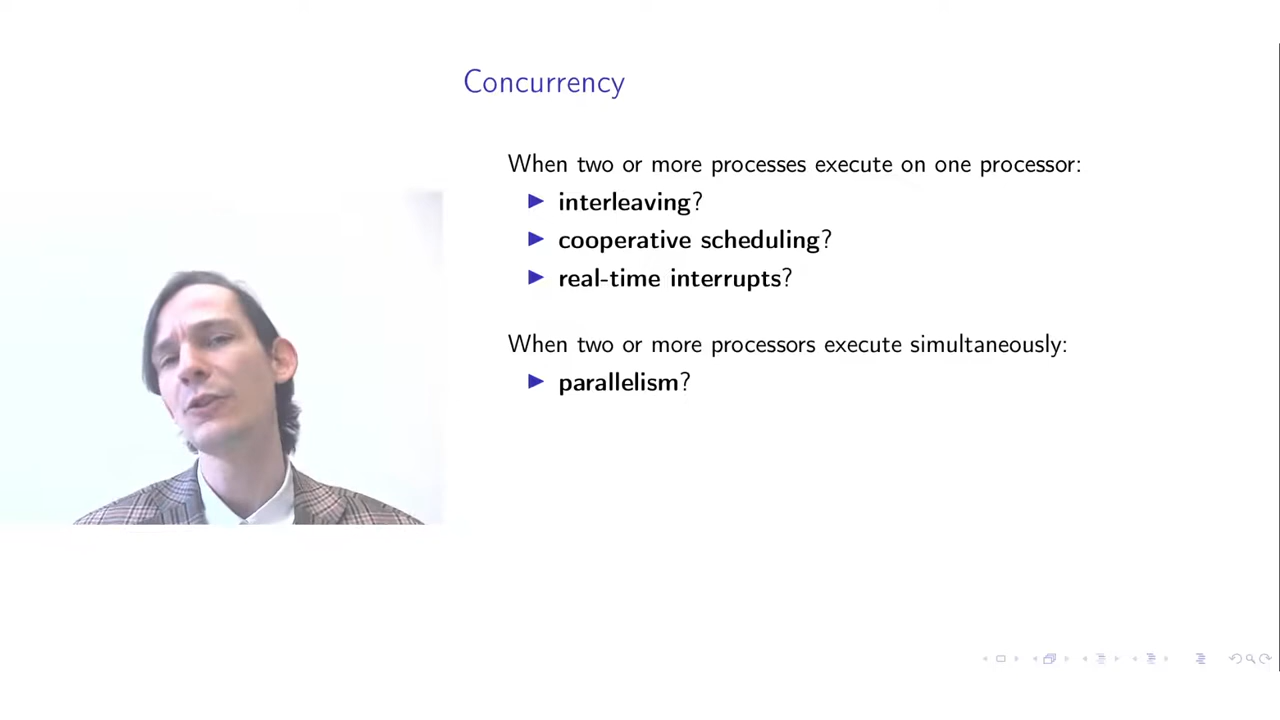 Concurrency
When two or more processes execute on one processor:
interleaving?
cooperative scheduling?
real-time interrupts?
When two or more processors execute simultaneously:
parallelism?